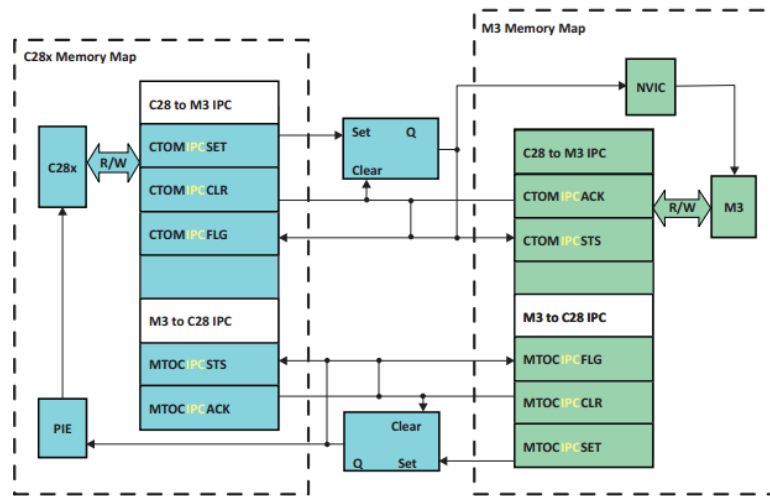 C28x Memory Map
M3 Memory Map
C28 to M3 IPC
NVIC
Set Q
Clear
C28x
R/W
CTOMIPCSET
CTOMIPCCLR
CTOMIPCFLG
C28 to M3 IPC
CTOMIPCACK
CTOMIPCSTS
R/W
M3
M3 to C28 IPC
MTOCIPCSTS
MTOCIPCACK
M3 to C28 IPC
MTOCIPCFLG
MTOCIPCCLR
MTOCIPCSET
PIE
Clear
Q Set